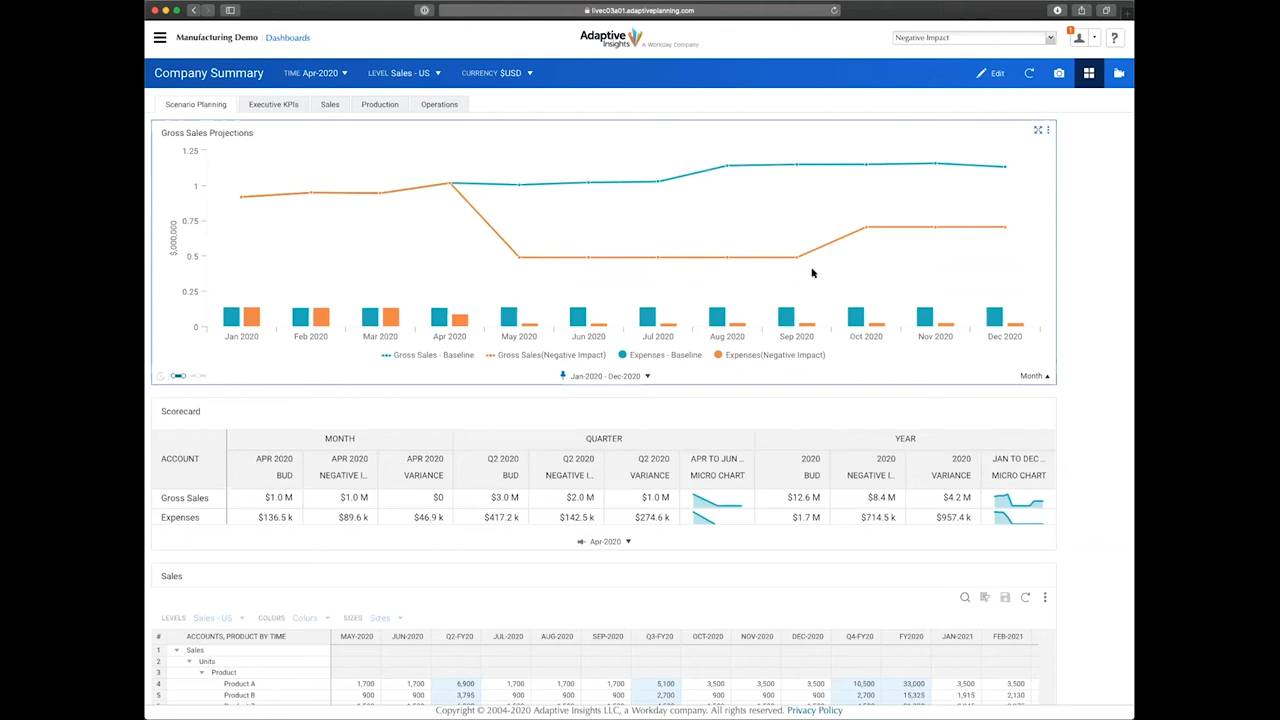 livec03a01.adaptiveplanning.com
Manufacturing Demo Dashboards
Adaptive Insights A Workday Company
Negative Impact
1
?
Company Summary TIME Apr-2020 LEVEL Sales - US CURRENCY $USD Edit
Scenario Planning Executive KPIs Sales Production Operations
Gross Sales Projections
1.25
1
0.75
0.5
0.25
0
$,000,000
Jan 2020 Feb 2020 Mar 2020 Apr 2020 May 2020 Jun 2020 Jul 2020 Aug 2020 Sep 2020 Oct 2020 Nov 2020 Dec 2020
Gross Sales - Baseline Gross Sales(Negative Impact) Expenses - Baseline Expenses(Negative Impact)
Jan-2020 - Dec-2020 Month
Scorecard
MONTH QUARTER YEAR
ACCOUNT APR 2020 APR 2020 APR 2020 Q2 2020 Q2 2020 Q2 2020 APR TO JUN ... 2020 2020 2020 JAN TO DEC ...
BUD NEGATIVE I... VARIANCE BUD NEGATIVE I... VARIANCE MICRO CHART BUD NEGATIVE I... VARIANCE MICRO CHART
Gross Sales $1.0 M $1.0 M $0 $3.0 M $2.0 M $1.0 M $12.6 M $8.4 M $4.2 M
Expenses $136.5 k $89.6 k $46.9 k $417.2 k $142.5 k $274.6 k $1.7 M $714.5 k $957.4 k
Apr-2020
Sales
LEVELS Sales - US COLORS Colors SIZES Sizes
# ACCOUNTS, PRODUCT BY TIME MAY-2020 JUN-2020 Q2-FY20 JUL-2020 AUG-2020 SEP-2020 Q3-FY20 OCT-2020 NOV-2020 DEC-2020 Q4-FY20 FY2020 JAN-2021 FEB-2021
1 Sales
2 Units
3 Product
4 Product A 1,700 1,700 6,900 1,700 1,700 1,700 5,100 3,500 3,500 3,500 10,500 33,000 3,500 3,500
5 Product B 900 900 3,795 900 900 900 2,700 900 900 900 2,700 15,325 1,915 2,130
Copyright © 2004-2020 Adaptive Insights LLC, a Workday company. All rights reserved. Privacy Policy